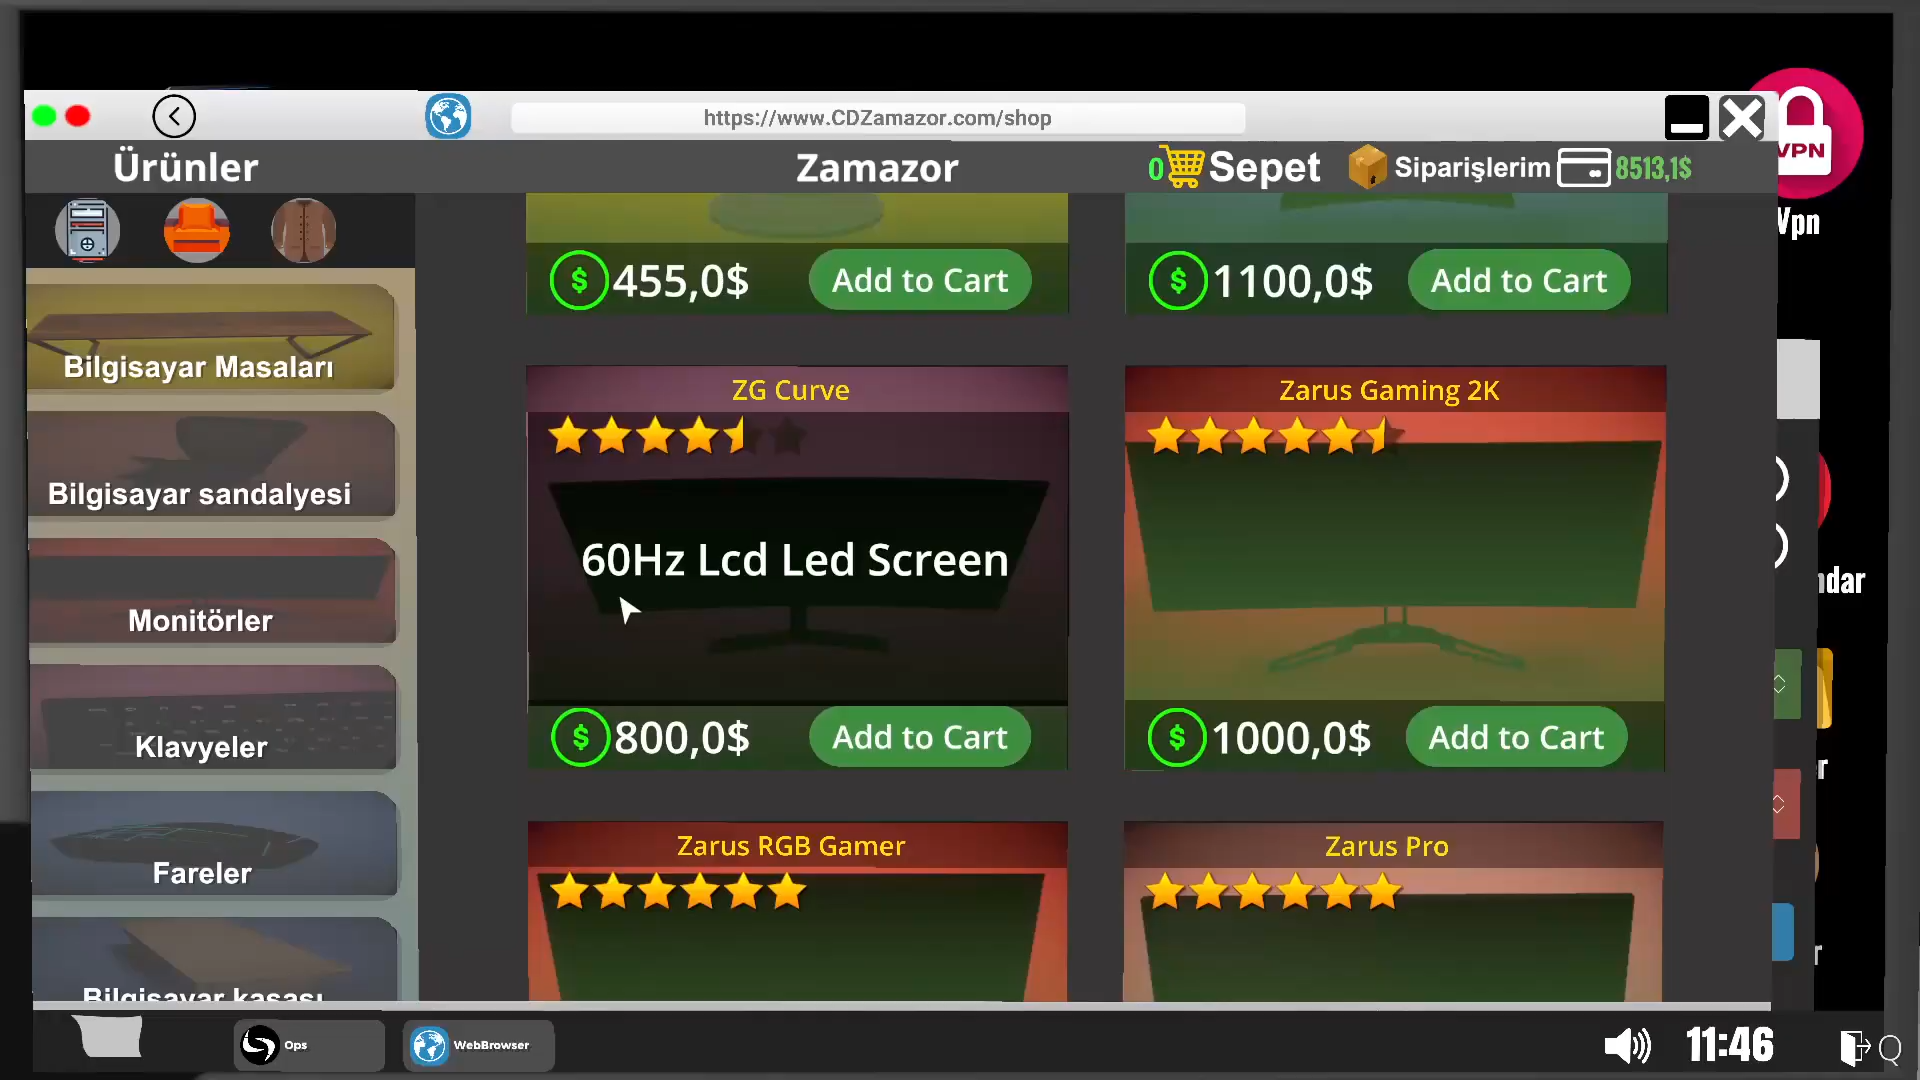 https://www.CDZamazor.com/shop
VPN
Ürünler
Zamazor
0 Sepet
Siparişlerim
8513,1$
Vpn
455,0$
Add to Cart
1100,0$
Add to Cart
Bilgisayar Masaları
Bilgisayar sandalyesi
Monitörler
Klavyeler
Fareler
Bilgisayar kasası
ZG Curve
60Hz Lcd Led Screen
$ 800,0$
Add to Cart
Zarus Gaming 2K
$ 1000,0$
Add to Cart
Zarus RGB Gamer
Zarus Pro
ndar
r
r
Ops
WebBrowser
11:46
Q